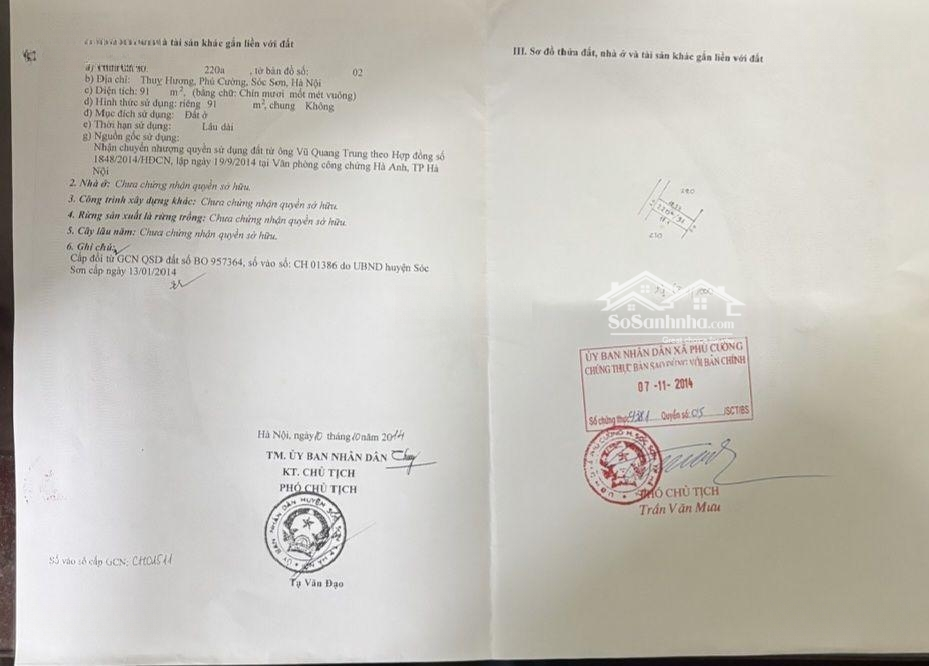 à tài sản khác gắn liền với đất
220a , tờ bản đồ số: 02
b) Địa chỉ: Thuỵ Hương, Phú Cường, Sóc Sơn, Hà Nội
c) Diện tích: 91 m², (bằng chữ: Chín mươi mốt mét vuông)
d) Hình thức sử dụng: riêng 91 m², chung Không
đ) Mục đích sử dụng: Đất ở
e) Thời hạn sử dụng: Lâu dài
g) Nguồn gốc sử dụng:
Nhận chuyển nhượng quyền sử dụng đất từ ông Vũ Quang Trung theo Hợp đồng số
1848/2014/HĐCN, lập ngày 19/9/2014 tại Văn phòng công chứng Hà Anh, TP Hà
Nội
2. Nhà ở: Chưa chứng nhận quyền sở hữu.
3. Công trình xây dựng khác: Chưa chứng nhận quyền sở hữu.
4. Rừng sản xuất là rừng trồng: Chưa chứng nhận quyền sở hữu.
5. Cây lâu năm: Chưa chứng nhận quyền sở hữu.
6. Ghi chú:
Cấp đổi từ GCN QSD đất số BO 957364, số vào số: CH 01386 do UBND huyện Sóc
Sơn cấp ngày 13/01/2014
Hà Nội, ngày 10 tháng 10 năm 2014
TM. ỦY BAN NHÂN DÂN
KT. CHỦ TỊCH
PHÓ CHỦ TỊCH
Tạ Văn Đạo
Số vào sổ cấp GCN: CH01511
III. Sơ đồ thửa đất, nhà ở và tài sản khác gắn liền với đất
220
220a
91
230
SoSanhnha.com
ỦY BAN NHÂN DÂN XÃ PHÚ CƯỜNG
CHỨNG THỰC BẢN SAO ĐÚNG VỚI BẢN CHÍNH
07-11-2014
Số chứng thực 4381 Quyển số: 05 /SCT/BS
PHÓ CHỦ TỊCH
Trần Văn Mưu